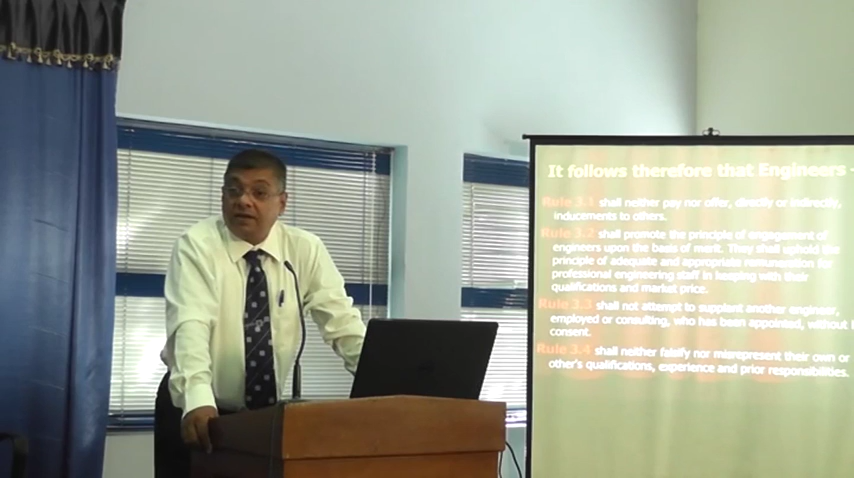 It follows therefore that Engineers -
Rule 3.1 shall neither pay nor offer, directly or indirectly,
inducements to others.
Rule 3.2 shall promote the principle of engagement of
engineers upon the basis of merit. They shall uphold the
principle of adequate and appropriate remuneration for
professional engineering staff in keeping with their
qualifications and market price.
Rule 3.3 shall not attempt to supplant another engineer,
employed or consulting, who has been appointed, without
consent.
Rule 3.4 shall neither falsify nor misrepresent their own or
other's qualifications, experience and prior responsibilities.